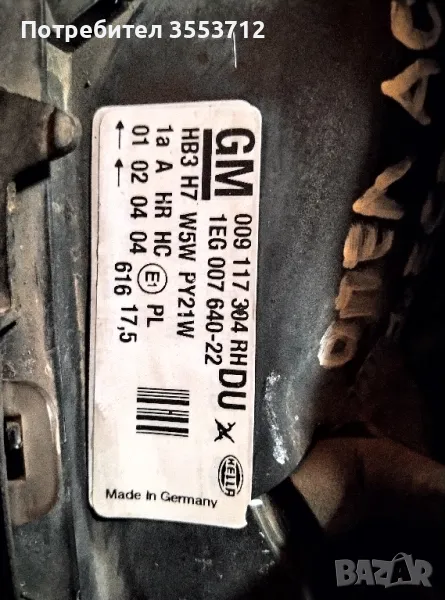 Потребител 3553712
GM
009 117 304 RH DU
1EG 007 640-22
HB3 H7 W5W PY21W
1a A HR HC E1 PL
01 02 04 04 616 17,5
HELLA
Made In Germany
BAZAR